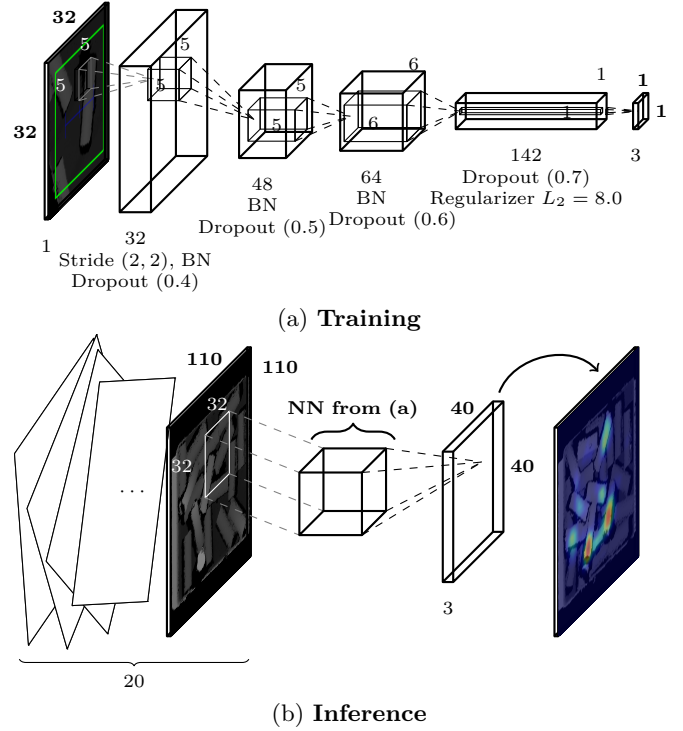 32
5
5
32
1
5
5
32
Stride (2, 2), BN
Dropout (0.4)
5
5
48
BN
Dropout (0.5)
6
6
64
BN
Dropout (0.6)
1
1
142
Dropout (0.7)
Regularizer L₂ = 8.0
1
1
3
(a) Training
110
110
32
32
...
20
NN from (a)
40
40
3
(b) Inference